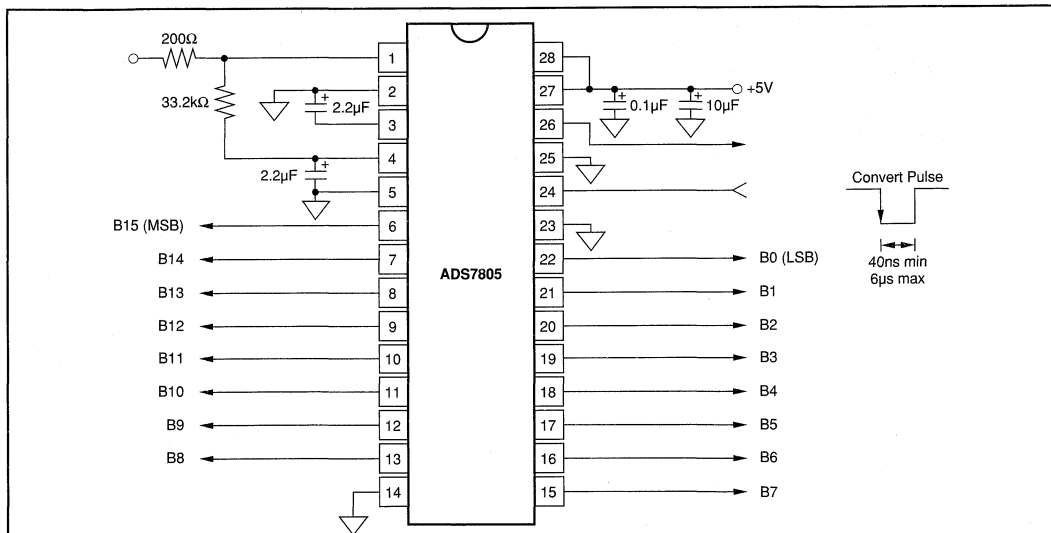 200Ω
33.2kΩ
+
2.2µF
+
2.2µF
B15 (MSB)
B14
B13
B12
B11
B10
B9
B8
1
2
3
4
5
6
7
8
9
10
11
12
13
14
ADS7805
28
27
26
25
24
23
22
21
20
19
18
17
16
15
+
0.1µF
+
10µF
+5V
B0 (LSB)
B1
B2
B3
B4
B5
B6
B7
Convert Pulse
40ns min
6µs max